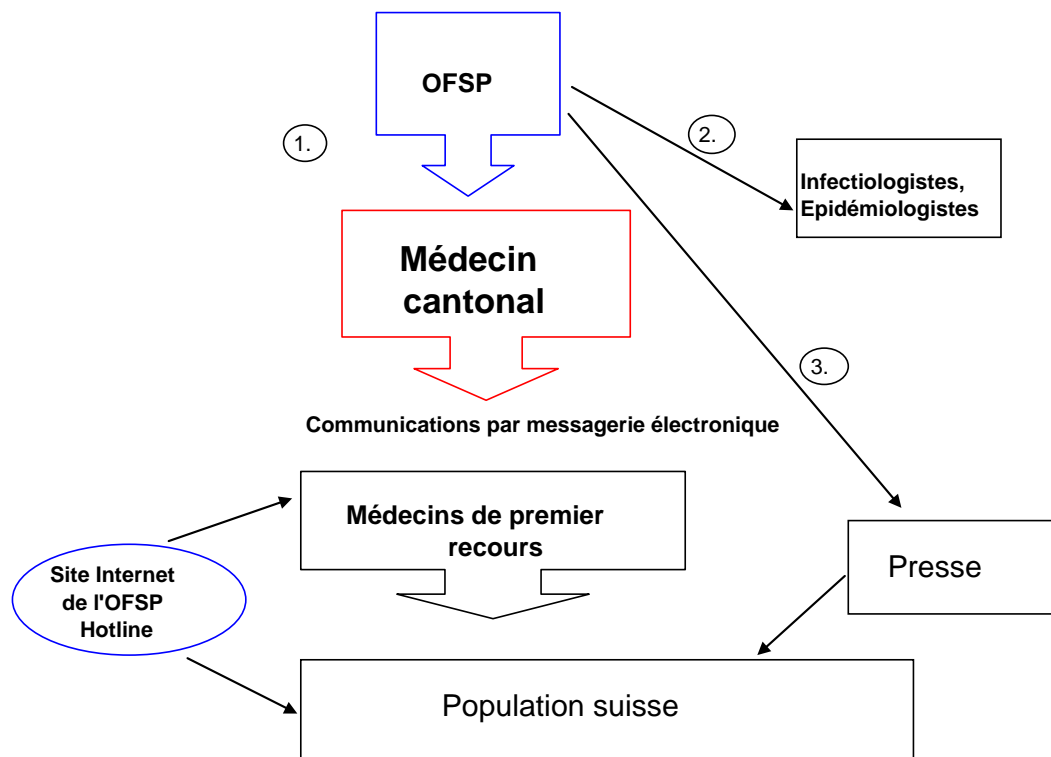 OFSP
1.
2.
Infectiologistes,
Epidémiologistes
Médecin
cantonal
3.
Communications par messagerie électronique
Médecins de premier
recours
Site Internet
de l'OFSP
Hotline
Presse
Population suisse